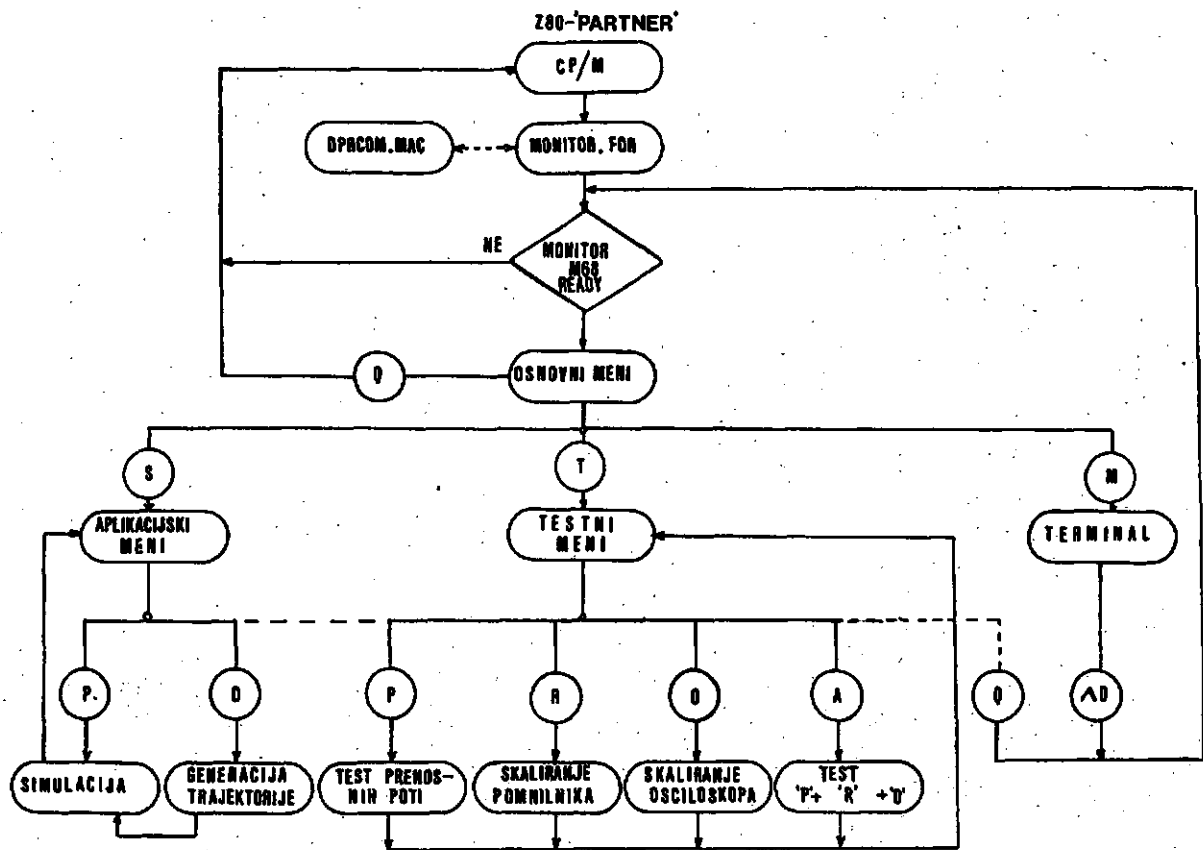 Z80-'PARTNER'
CP/M
DPRCOM.MAC
MONITOR.FOR
NE
MONITOR
M68
READY
Q
OSNOVNI MENI
S
T
M
APLIKACIJSKI
MENI
TESTNI
MENI
TERMINAL
P.
D
P
R
O
A
Q
^D
SIMULACIJA
GENERACIJA
TRAJEKTORIJE
TEST PRENOS-
NIH POTI
SKALIRANJE
POMNILNIKA
SKALIRANJE
OSCILOSKOPA
TEST
'P'+ 'R' +'O'